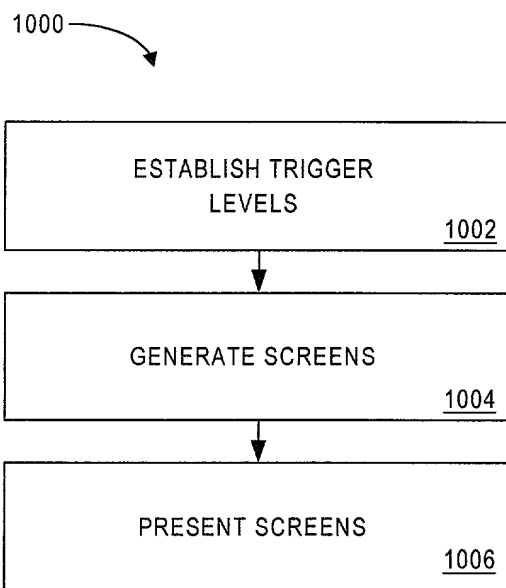 1000
ESTABLISH TRIGGER
LEVELS
1002
GENERATE SCREENS
1004
PRESENT SCREENS
1006